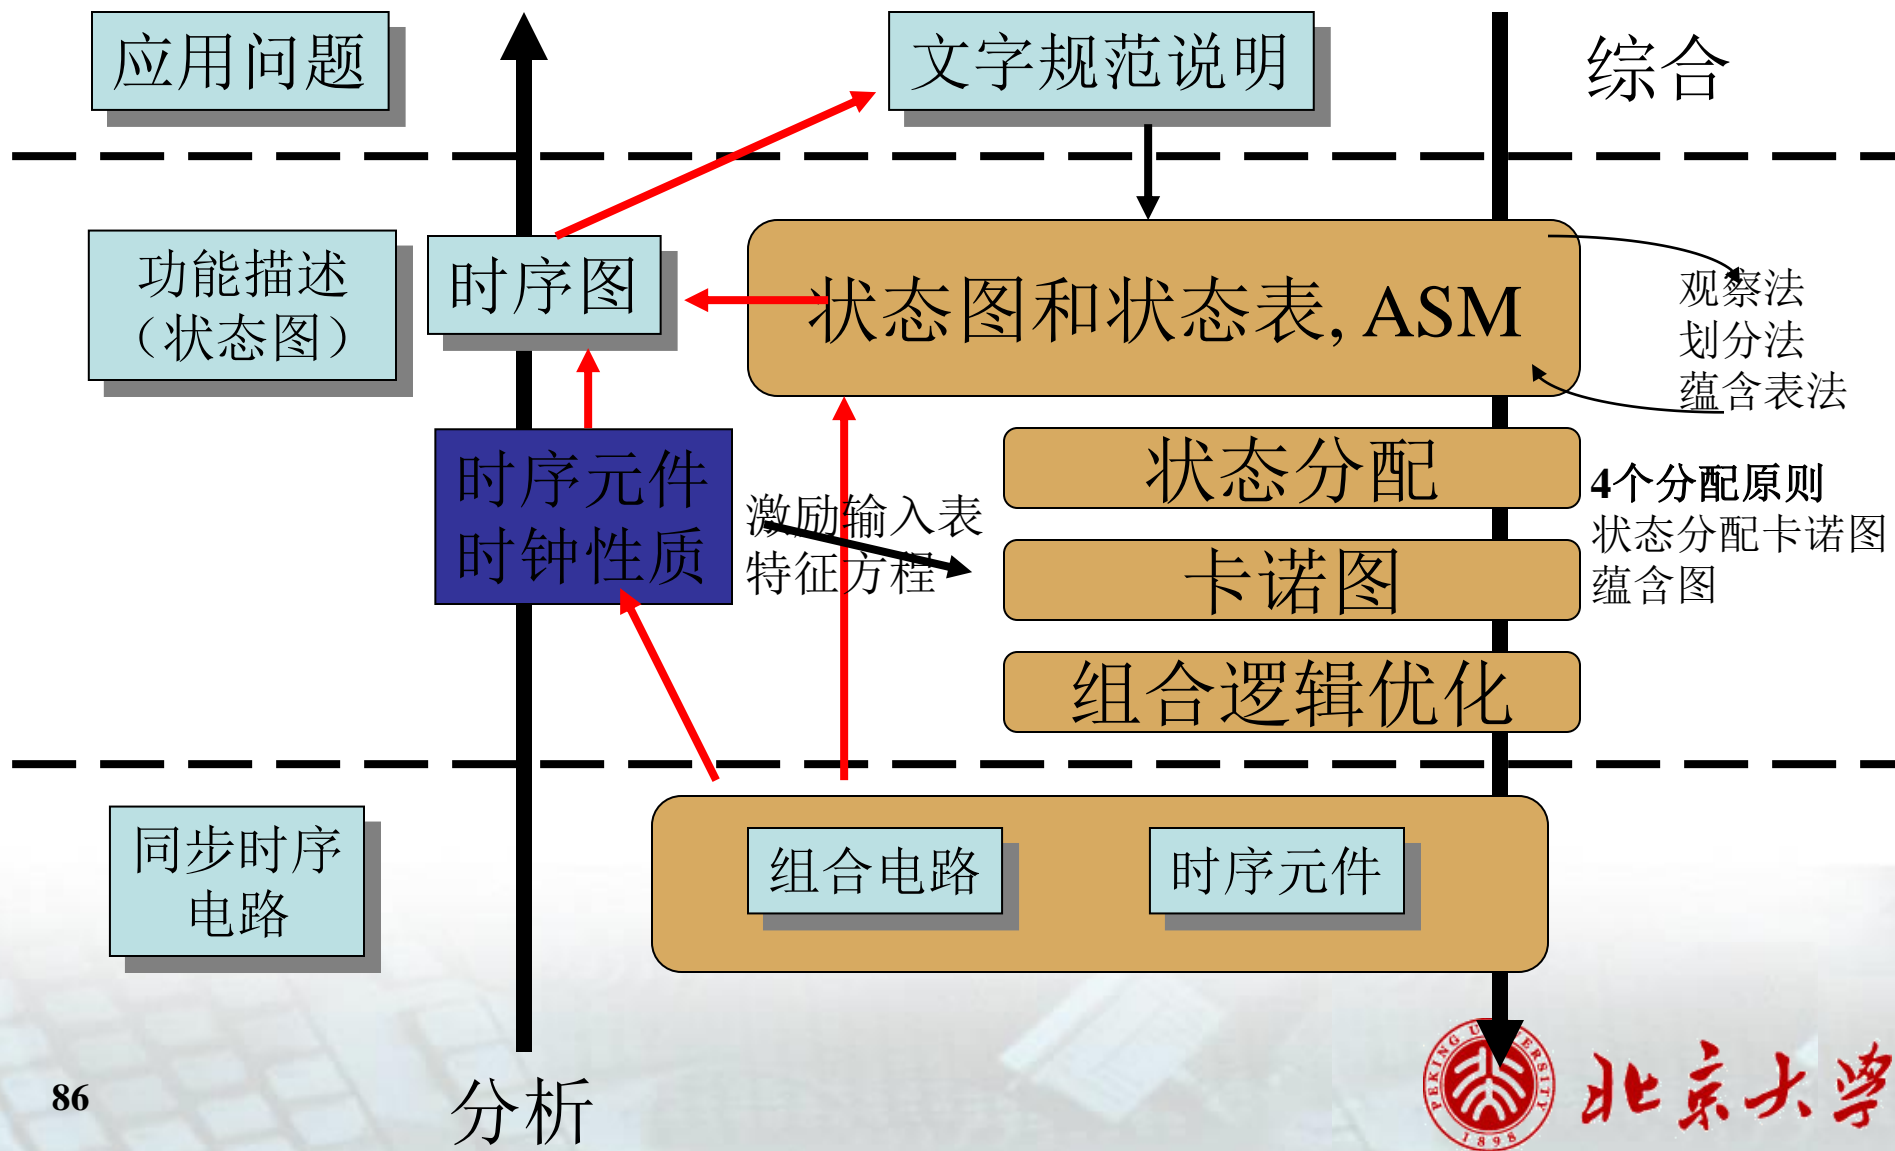 应用问题
文字规范说明
综合
功能描述
（状态图）
时序图
状态图和状态表, ASM
观察法
划分法
蕴含表法
时序元件
时钟性质
激励输入表
特征方程
状态分配
卡诺图
组合逻辑优化
4个分配原则
状态分配卡诺图
蕴含图
同步时序
电路
组合电路
时序元件
86
分析
PEKING UNIVERSITY
1898
北京大学